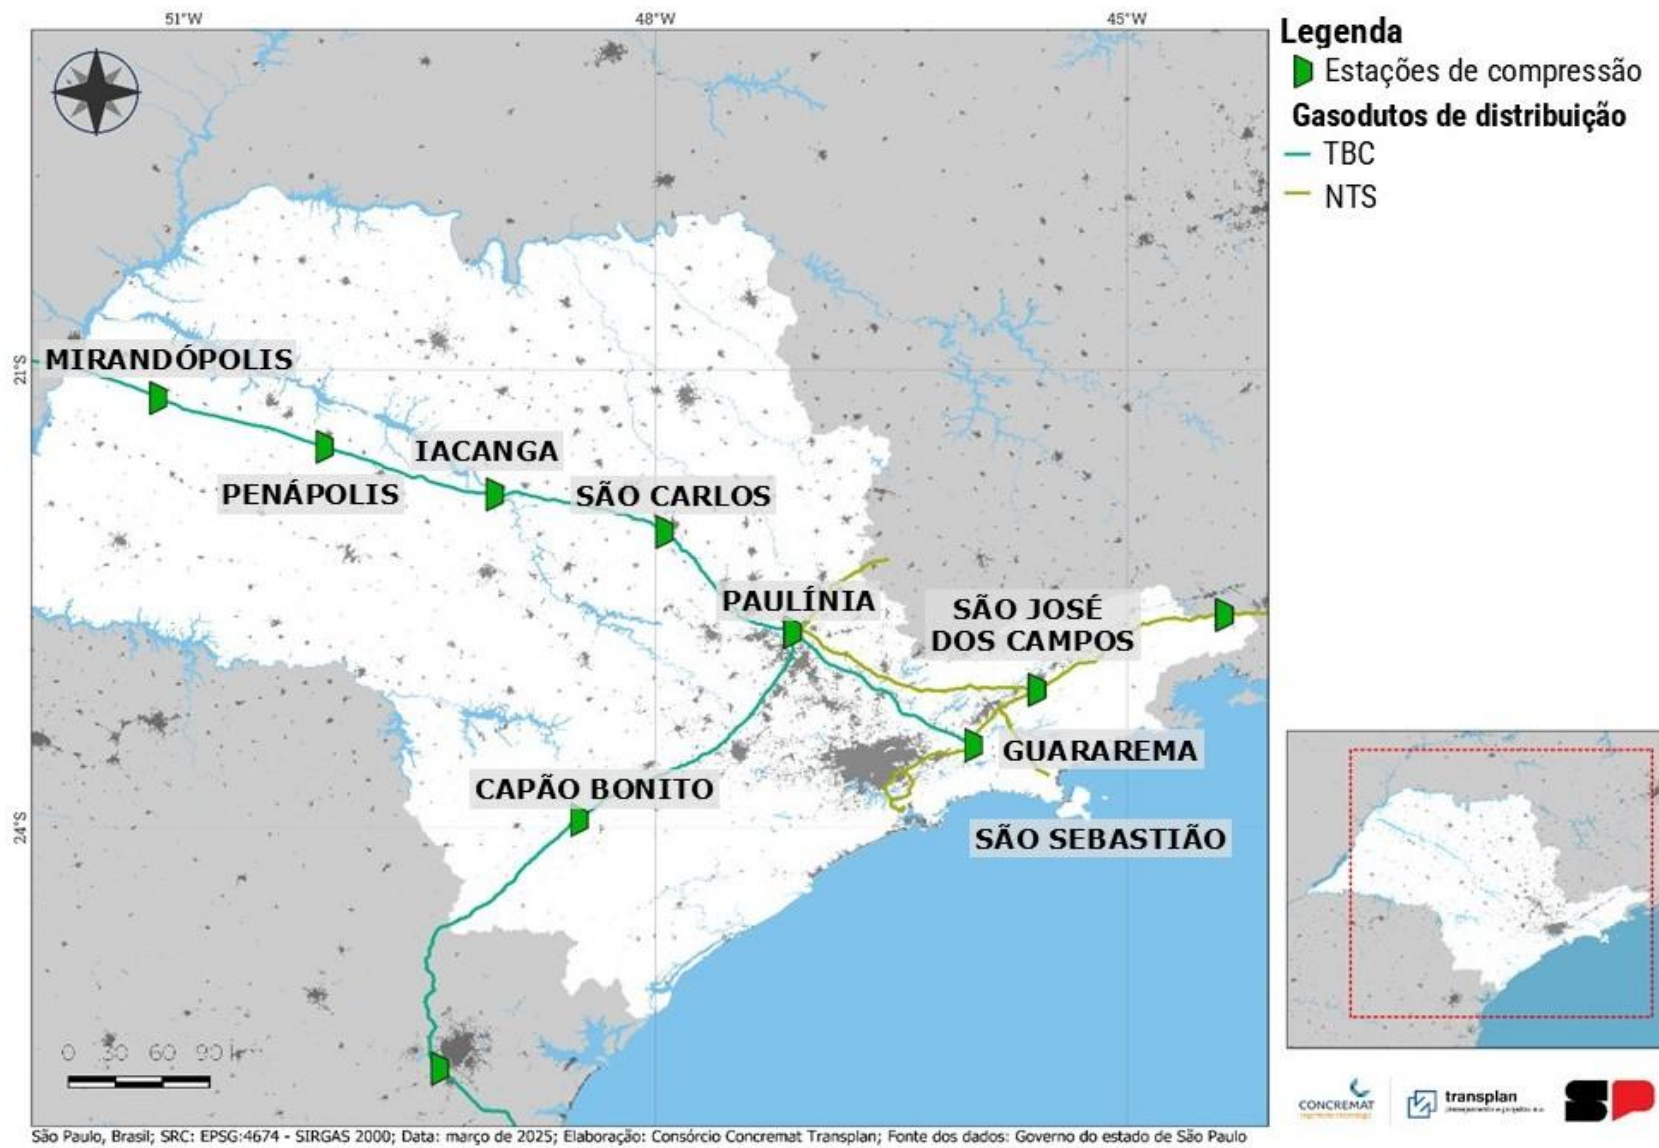 51°W
48°W
45°W
Legenda
Estações de compressão
Gasodutos de distribuição
TBC
NTS
21°S
MIRANDÓPOLIS
IACANGA
PENÁPOLIS
SÃO CARLOS
PAULÍNIA
SÃO JOSÉ
DOS CAMPOS
GUARAREMA
CAPÃO BONITO
24°S
SÃO SEBASTIÃO
0 30 60 90 km
CONCREMAT
transplan
SP
São Paulo, Brasil; SRC: EPSG:4674 - SIRGAS 2000; Data: março de 2025; Elaboração: Consórcio Concremat Transplan; Fonte dos dados: Governo do estado de São Paulo